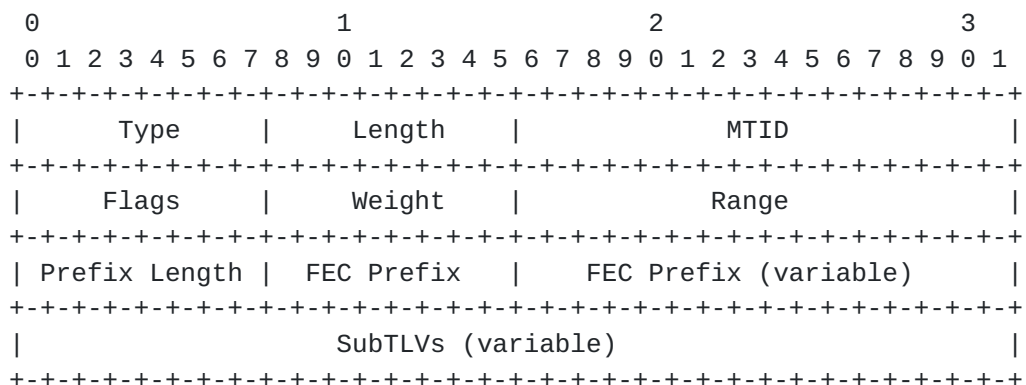 0                   1                   2                   3
 0 1 2 3 4 5 6 7 8 9 0 1 2 3 4 5 6 7 8 9 0 1 2 3 4 5 6 7 8 9 0 1
+-+-+-+-+-+-+-+-+-+-+-+-+-+-+-+-+-+-+-+-+-+-+-+-+-+-+-+-+-+-+-+-+
|      Type     |     Length    |             MTID              |
+-+-+-+-+-+-+-+-+-+-+-+-+-+-+-+-+-+-+-+-+-+-+-+-+-+-+-+-+-+-+-+-+
|     Flags     |     Weight    |            Range              |
+-+-+-+-+-+-+-+-+-+-+-+-+-+-+-+-+-+-+-+-+-+-+-+-+-+-+-+-+-+-+-+-+
| Prefix Length |  FEC Prefix   |    FEC Prefix (variable)      |
+-+-+-+-+-+-+-+-+-+-+-+-+-+-+-+-+-+-+-+-+-+-+-+-+-+-+-+-+-+-+-+-+
|                    SubTLVs (variable)                         |
+-+-+-+-+-+-+-+-+-+-+-+-+-+-+-+-+-+-+-+-+-+-+-+-+-+-+-+-+-+-+-+-+